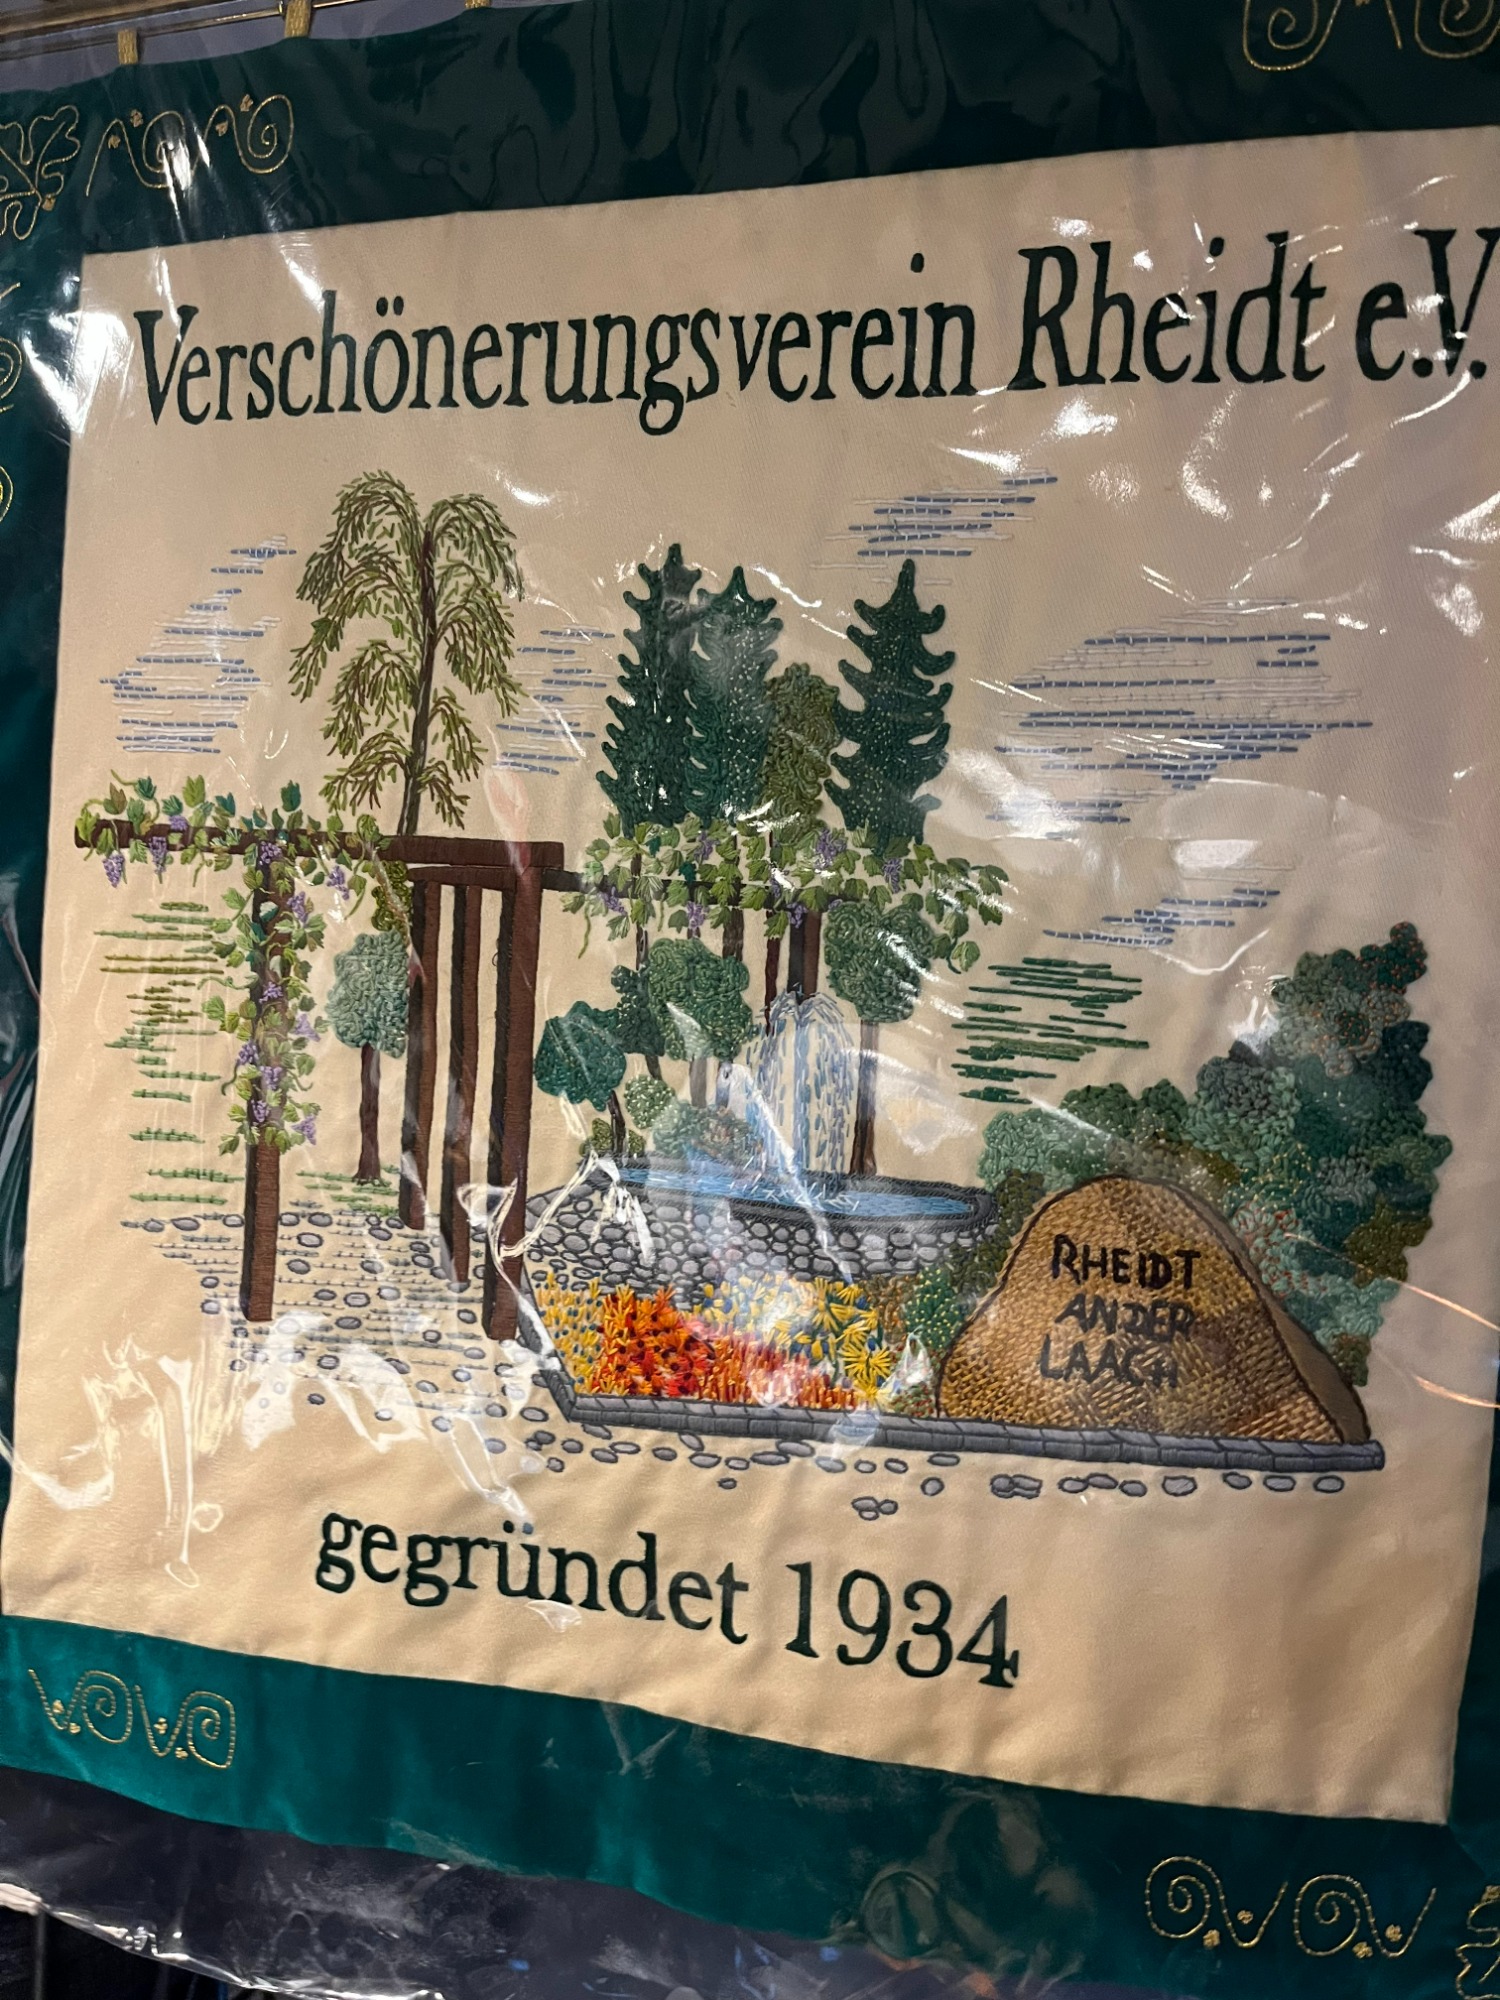 Verschönerungsverein Rheidt e.V.
RHEIDT
AN DER
LAACH
gegründet 1934